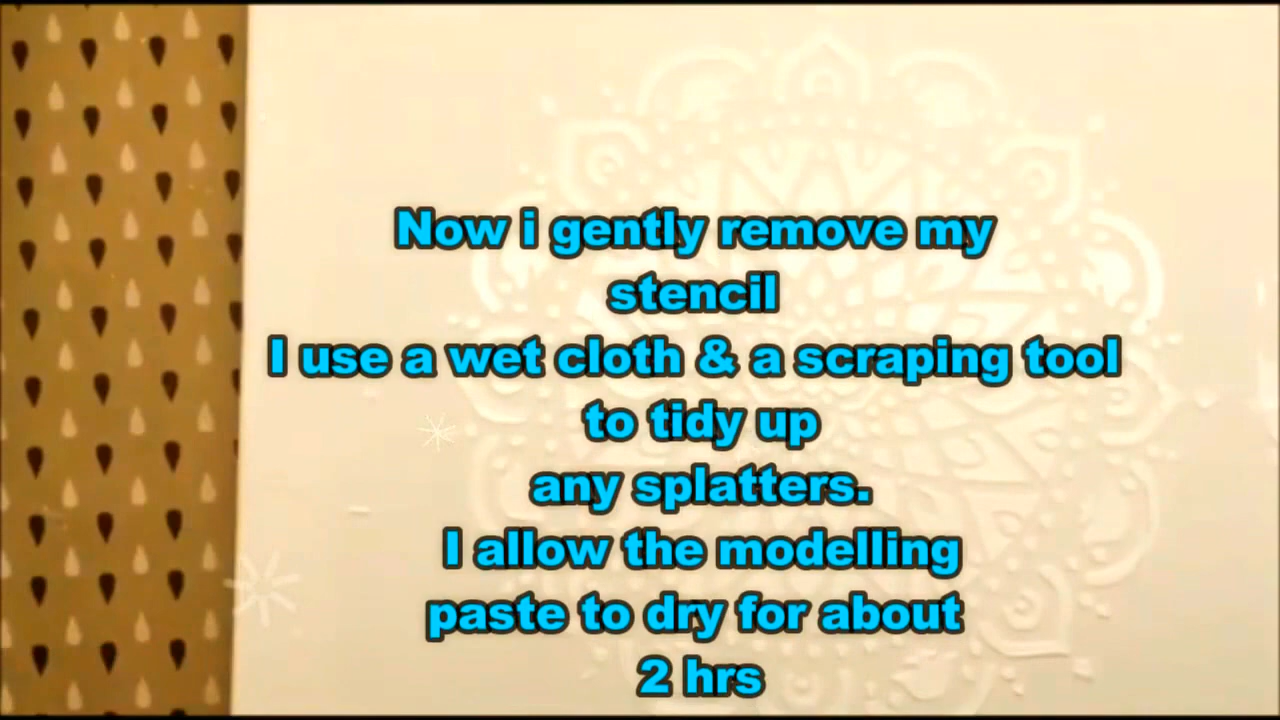 Now i gently remove my
stencil
I use a wet cloth & a scraping tool
to tidy up
any splatters.
I allow the modelling
paste to dry for about
2 hrs